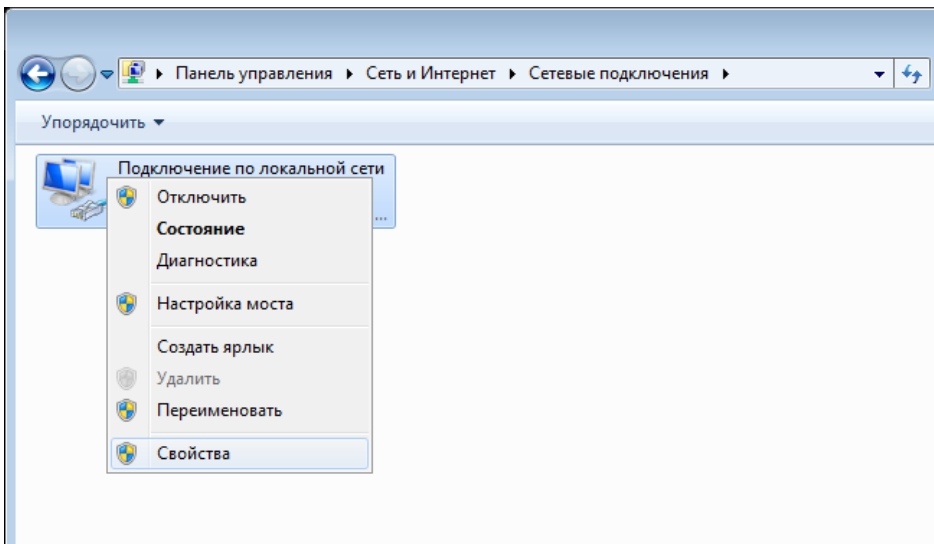 Панель управления ▸ Сеть и Интернет ▸ Сетевые подключения ▸
Упорядочить
Подключение по локальной сети
Отключить
...
Состояние
Диагностика
Настройка моста
Создать ярлык
Удалить
Переименовать
Свойства